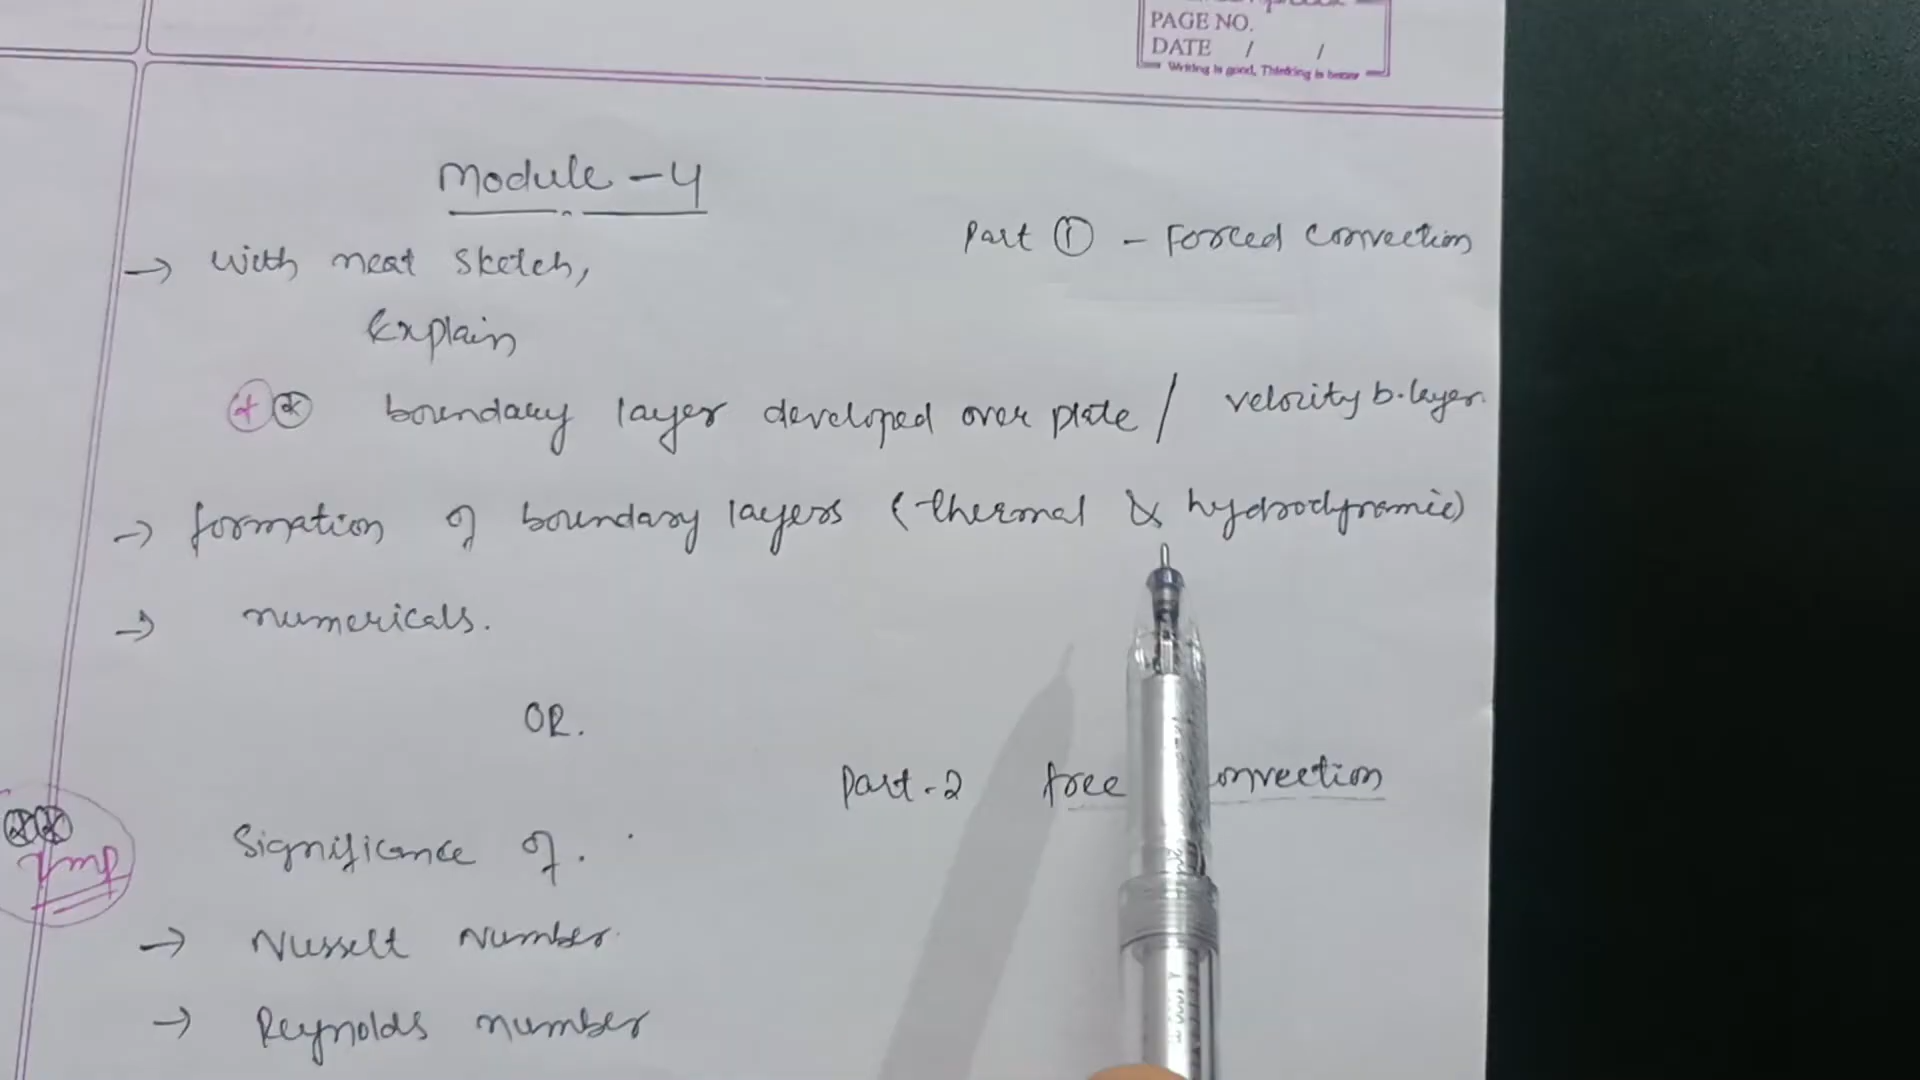 PAGE NO.
DATE / /
Writing is good, Thinking is better
Module - 4
Part ① - Forced convection
→ with neat sketch,
Explain
boundary layer developed over plate / velocity b.layer.
→ formation of boundary layers (thermal & hydrodynamic)
→ numericals.
OR.
Part-2 free onvection
Imp
Significance of.
→ Nusselt Number
→ Reynolds number